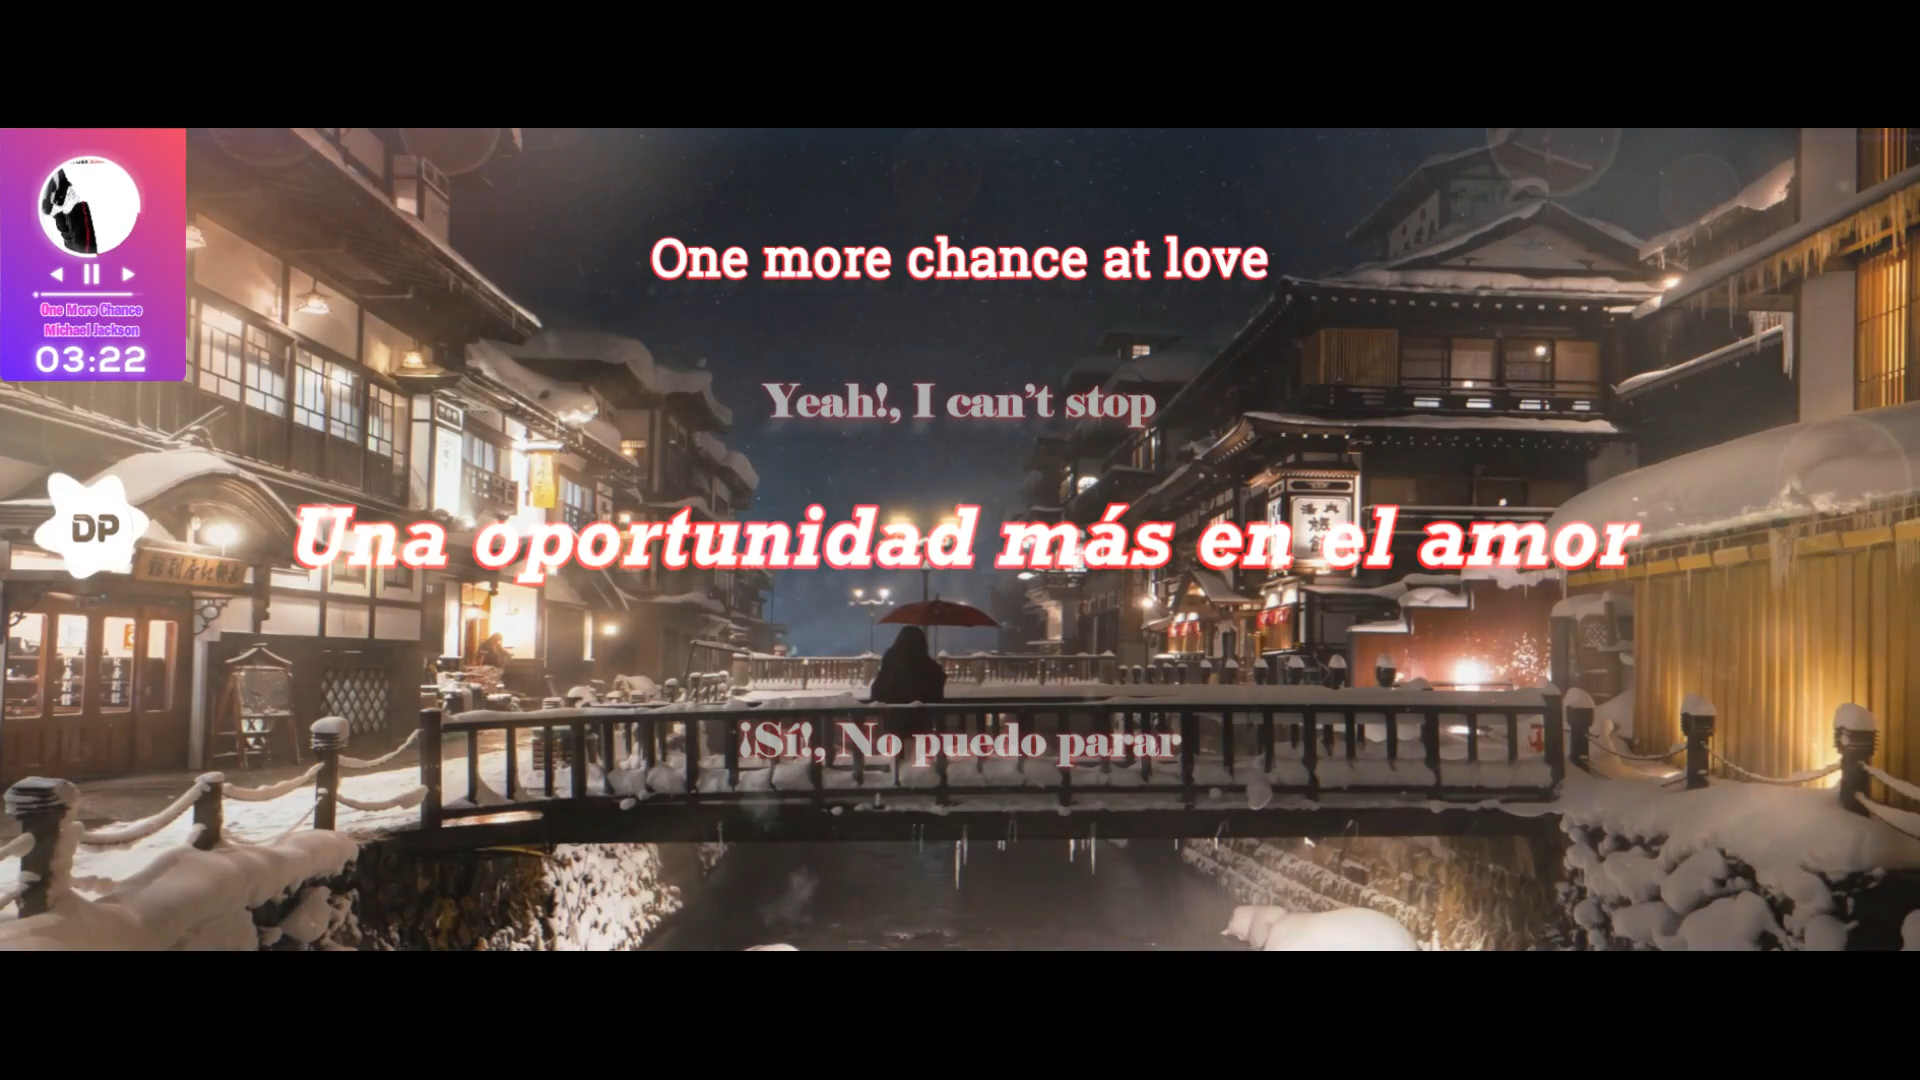 One More Chance
Michael Jackson
03:22
One more chance at love
Yeah!, I can't stop
DP
Una oportunidad más en el amor
¡Sí!, No puedo parar